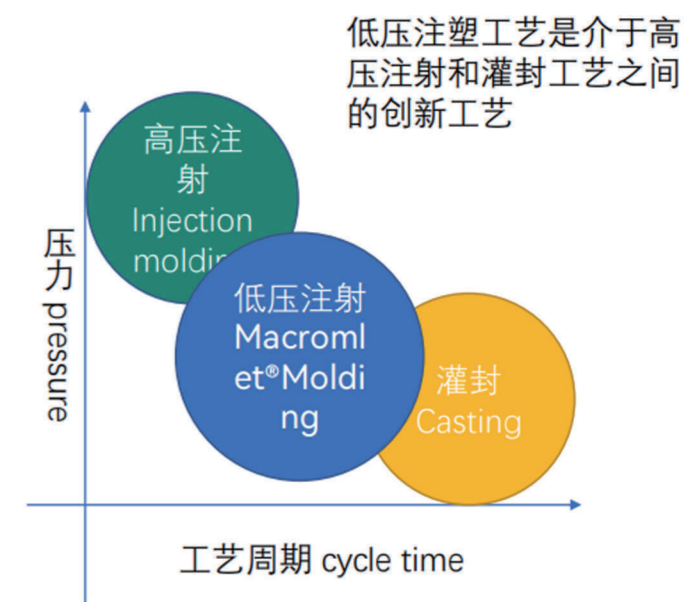 低压注塑工艺是介于高
压注射和灌封工艺之间
的创新工艺
高压注
射
Injection
moldin
低压注射
Macroml
et®Moldi
ng
灌封
Casting
压力 pressure
工艺周期 cycle time